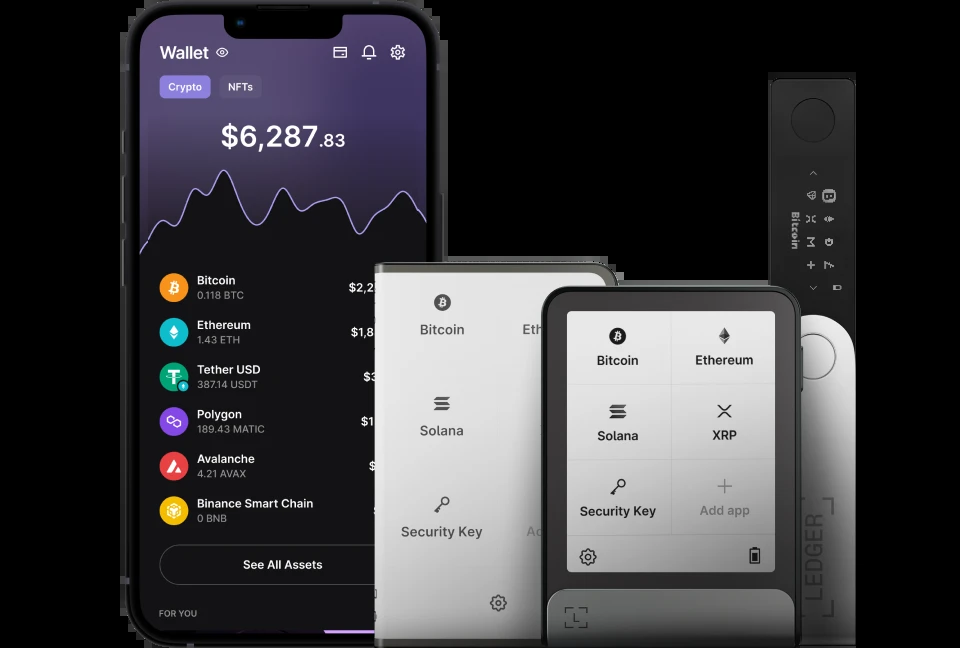 Wallet
Crypto NFTs
$6,287.83
Bitcoin
0.118 BTC
$2,2
Ethereum
1.43 ETH
$1,8
Tether USD
387.14 USDT
$3
Polygon
189.43 MATIC
$1
Avalanche
4.21 AVAX
$
Binance Smart Chain
0 BNB
See All Assets
FOR YOU
Bitcoin
Eth
Solana
Security Key
Ad
Bitcoin
Ethereum
Solana
XRP
Security Key
Add app
L
Bitcoin
LEDGER